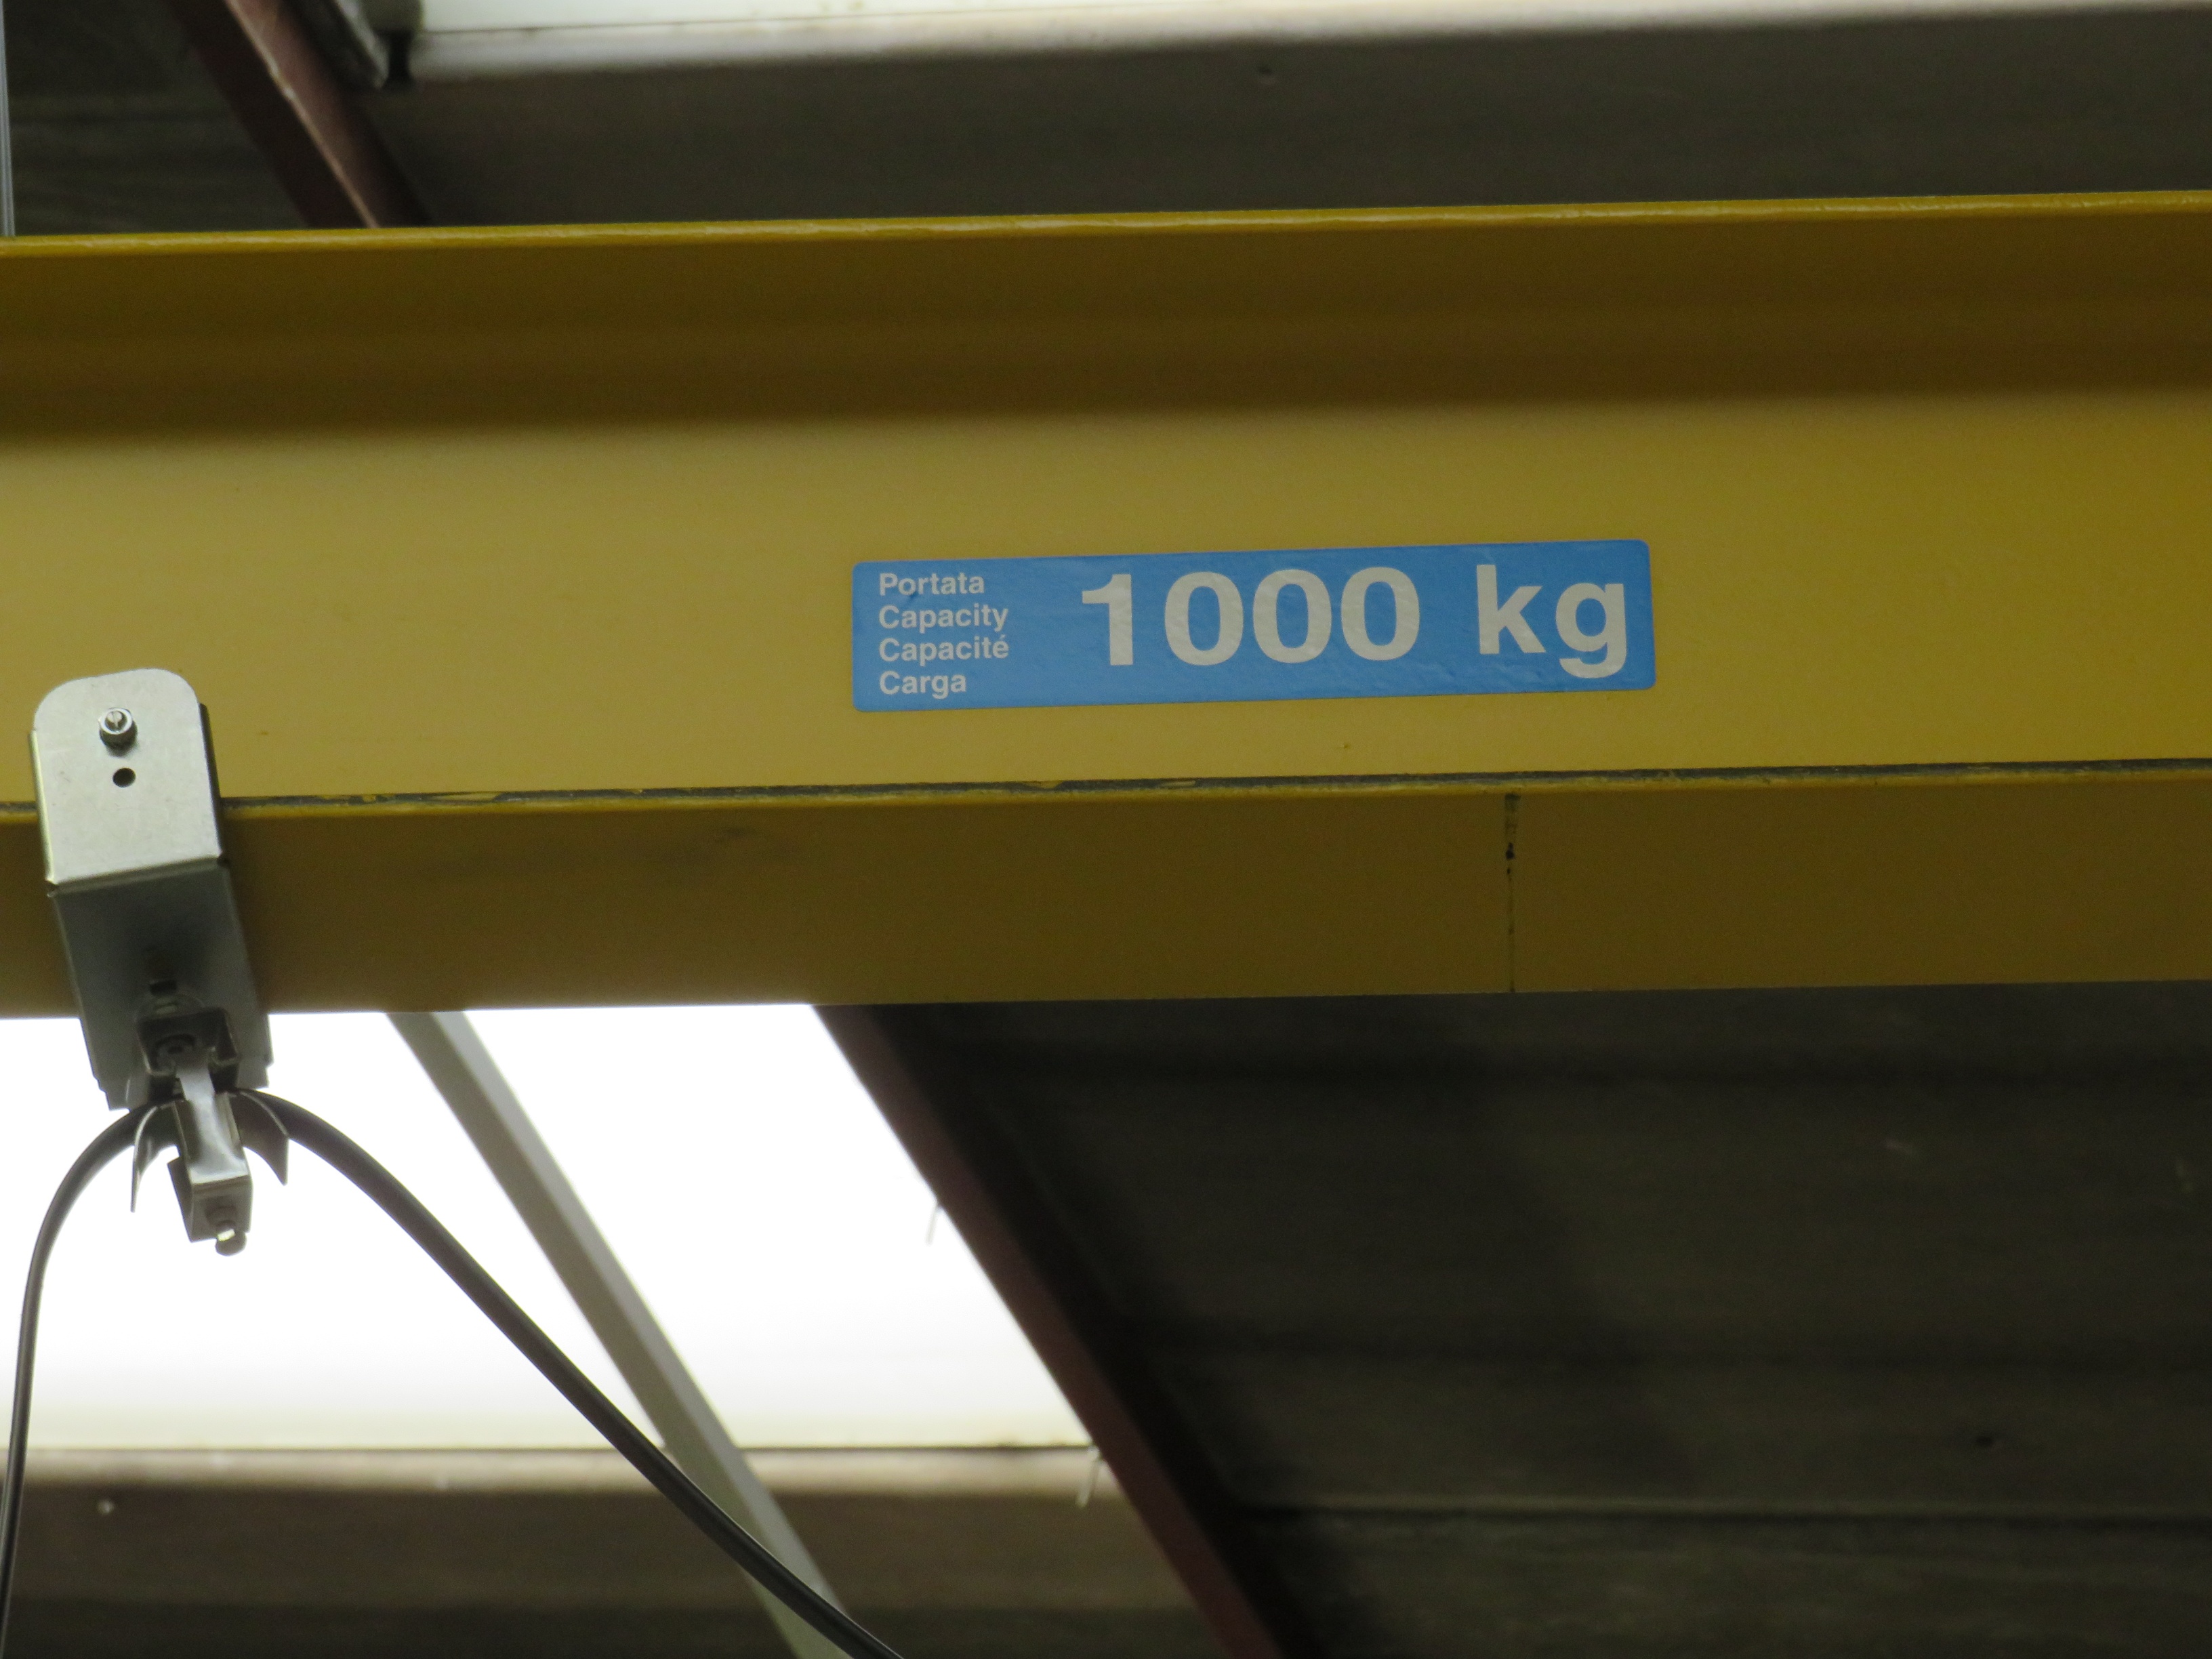 Portata
Capacity
Capacité
Carga
1000 kg